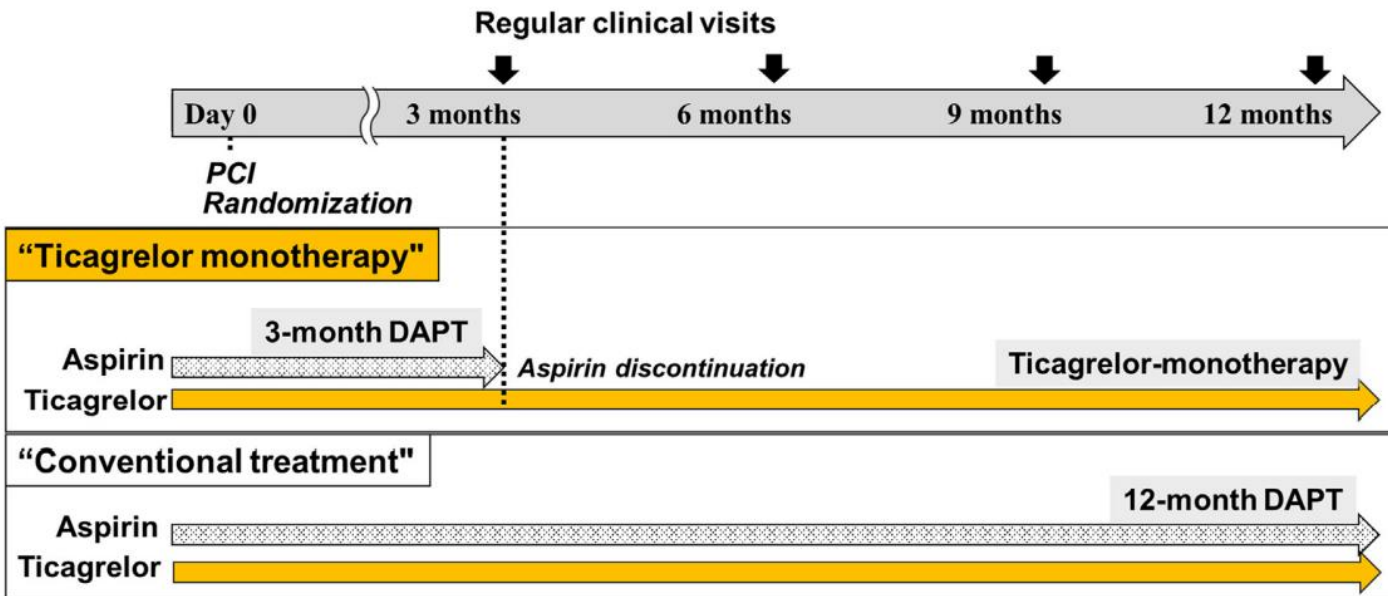 Regular clinical visits
Day 0 3 months 6 months 9 months 12 months
PCI
Randomization
“Ticagrelor monotherapy"
3-month DAPT
Aspirin Aspirin discontinuation Ticagrelor-monotherapy
Ticagrelor
“Conventional treatment"
12-month DAPT
Aspirin
Ticagrelor